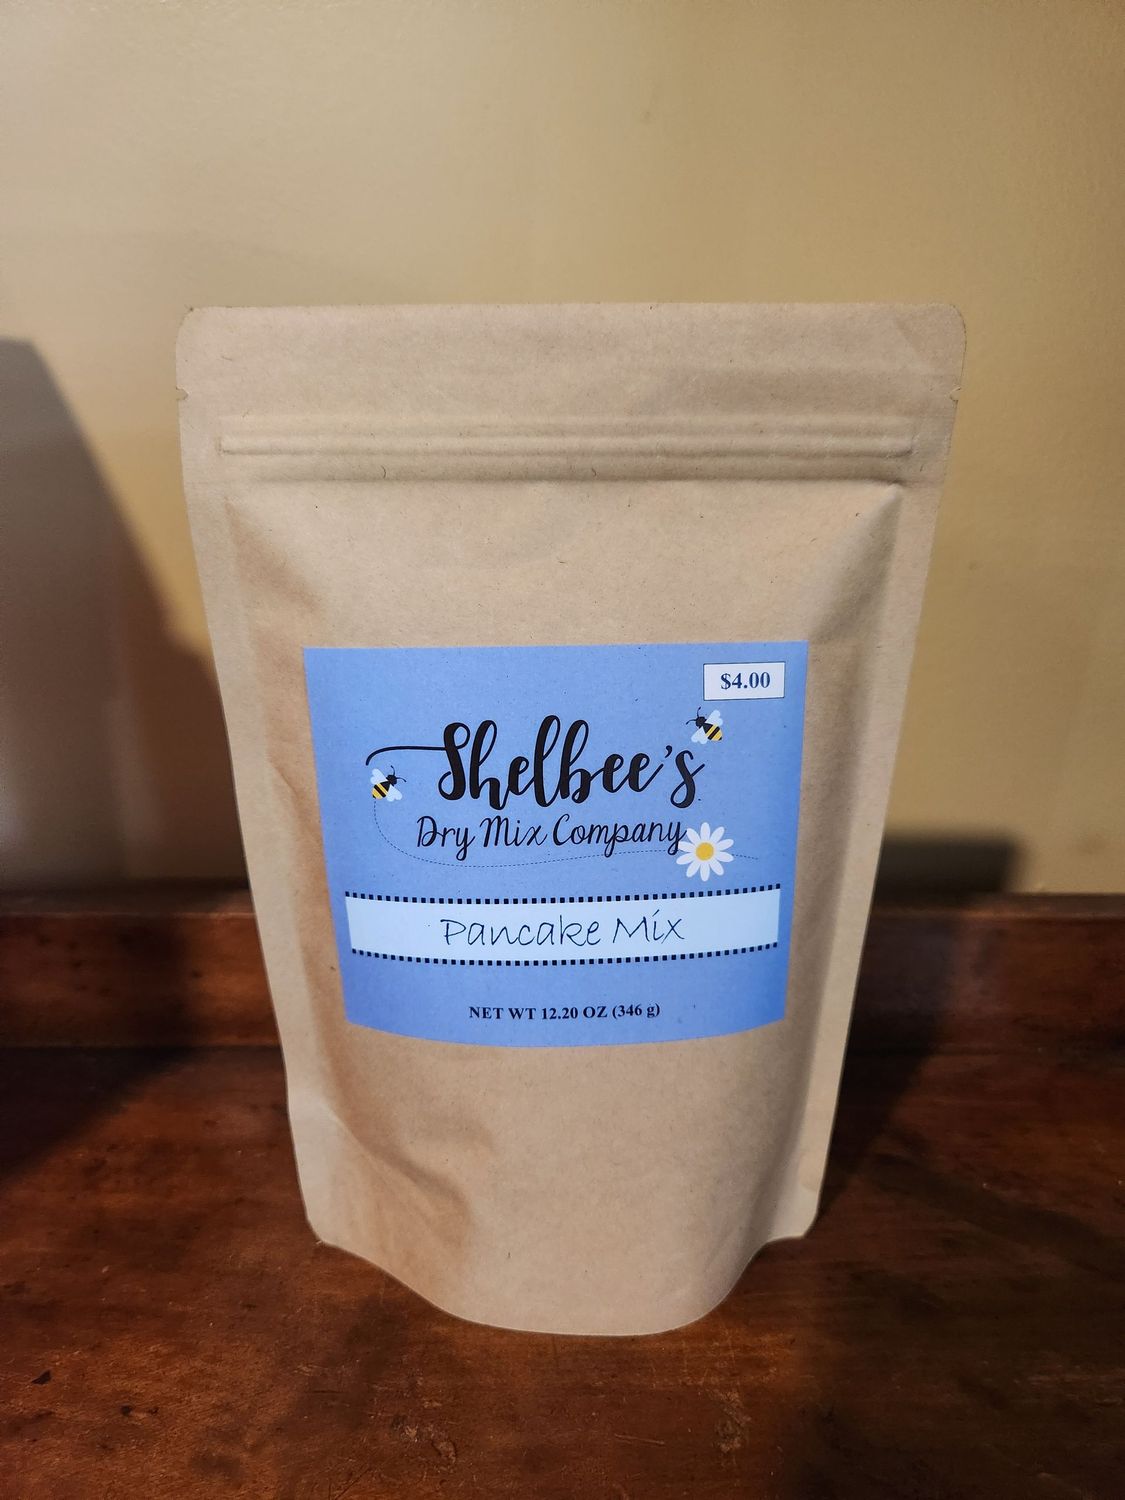 $4.00
Shelbee's
Dry Mix Company
Pancake Mix
NET WT 12.20 OZ (346 g)